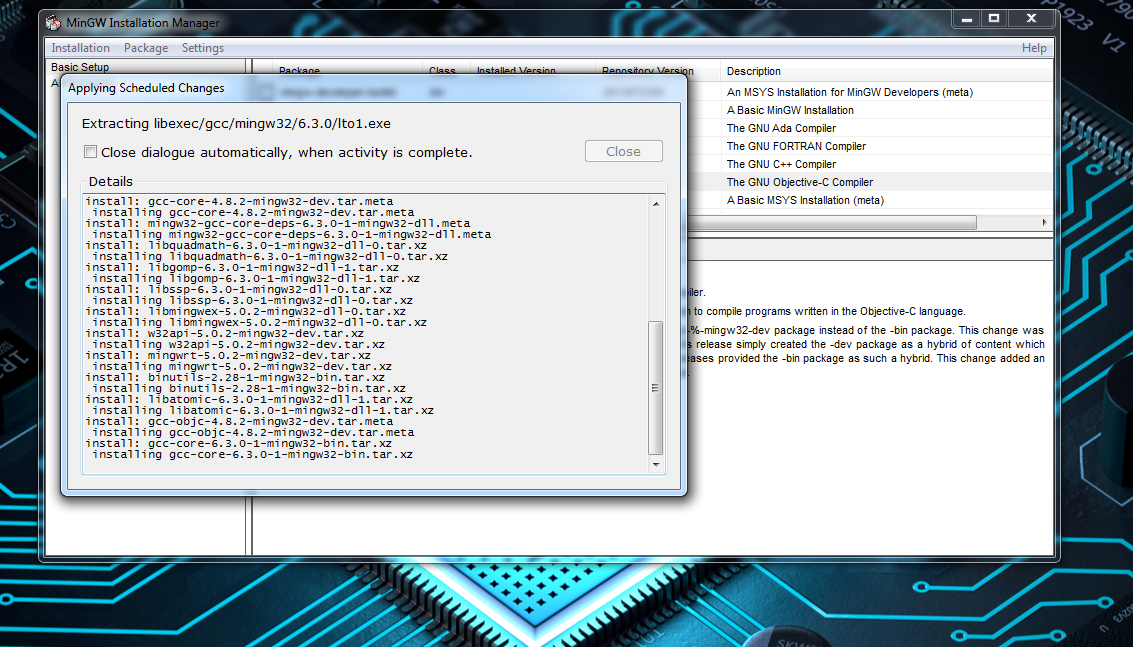 MinGW Installation Manager
Installation Package Settings Help
Basic Setup
Package Class Installed Version Repository Version Description
Applying Scheduled Changes
An MSYS Installation for MinGW Developers (meta)
A Basic MinGW Installation
The GNU Ada Compiler
The GNU FORTRAN Compiler
The GNU C++ Compiler
The GNU Objective-C Compiler
A Basic MSYS Installation (meta)
Extracting libexec/gcc/mingw32/6.3.0/lto1.exe
Close dialogue automatically, when activity is complete.
Close
Details
install: gcc-core-4.8.2-mingw32-dev.tar.meta
installing gcc-core-4.8.2-mingw32-dev.tar.meta
install: mingw32-gcc-core-deps-6.3.0-1-mingw32-dll.meta
installing mingw32-gcc-core-deps-6.3.0-1-mingw32-dll.meta
install: libquadmath-6.3.0-1-mingw32-dll-0.tar.xz
installing libquadmath-6.3.0-1-mingw32-dll-0.tar.xz
install: libgomp-6.3.0-1-mingw32-dll-1.tar.xz
installing libgomp-6.3.0-1-mingw32-dll-1.tar.xz
install: libssp-6.3.0-1-mingw32-dll-0.tar.xz
installing libssp-6.3.0-1-mingw32-dll-0.tar.xz
install: libmingwex-5.0.2-mingw32-dll-0.tar.xz
installing libmingwex-5.0.2-mingw32-dll-0.tar.xz
install: w32api-5.0.2-mingw32-dev.tar.xz
installing w32api-5.0.2-mingw32-dev.tar.xz
install: mingwrt-5.0.2-mingw32-dev.tar.xz
installing mingwrt-5.0.2-mingw32-dev.tar.xz
install: binutils-2.28-1-mingw32-bin.tar.xz
installing binutils-2.28-1-mingw32-bin.tar.xz
install: libatomic-6.3.0-1-mingw32-dll-1.tar.xz
installing libatomic-6.3.0-1-mingw32-dll-1.tar.xz
install: gcc-objc-4.8.2-mingw32-dev.tar.meta
installing gcc-objc-4.8.2-mingw32-dev.tar.meta
install: gcc-core-6.3.0-1-mingw32-bin.tar.xz
installing gcc-core-6.3.0-1-mingw32-bin.tar.xz
iler.
to compile programs written in the Objective-C language.
-%-mingw32-dev package instead of the -bin package. This change was
release simply created the -dev package as a hybrid of content which
eases provided the -bin package as such a hybrid. This change added an